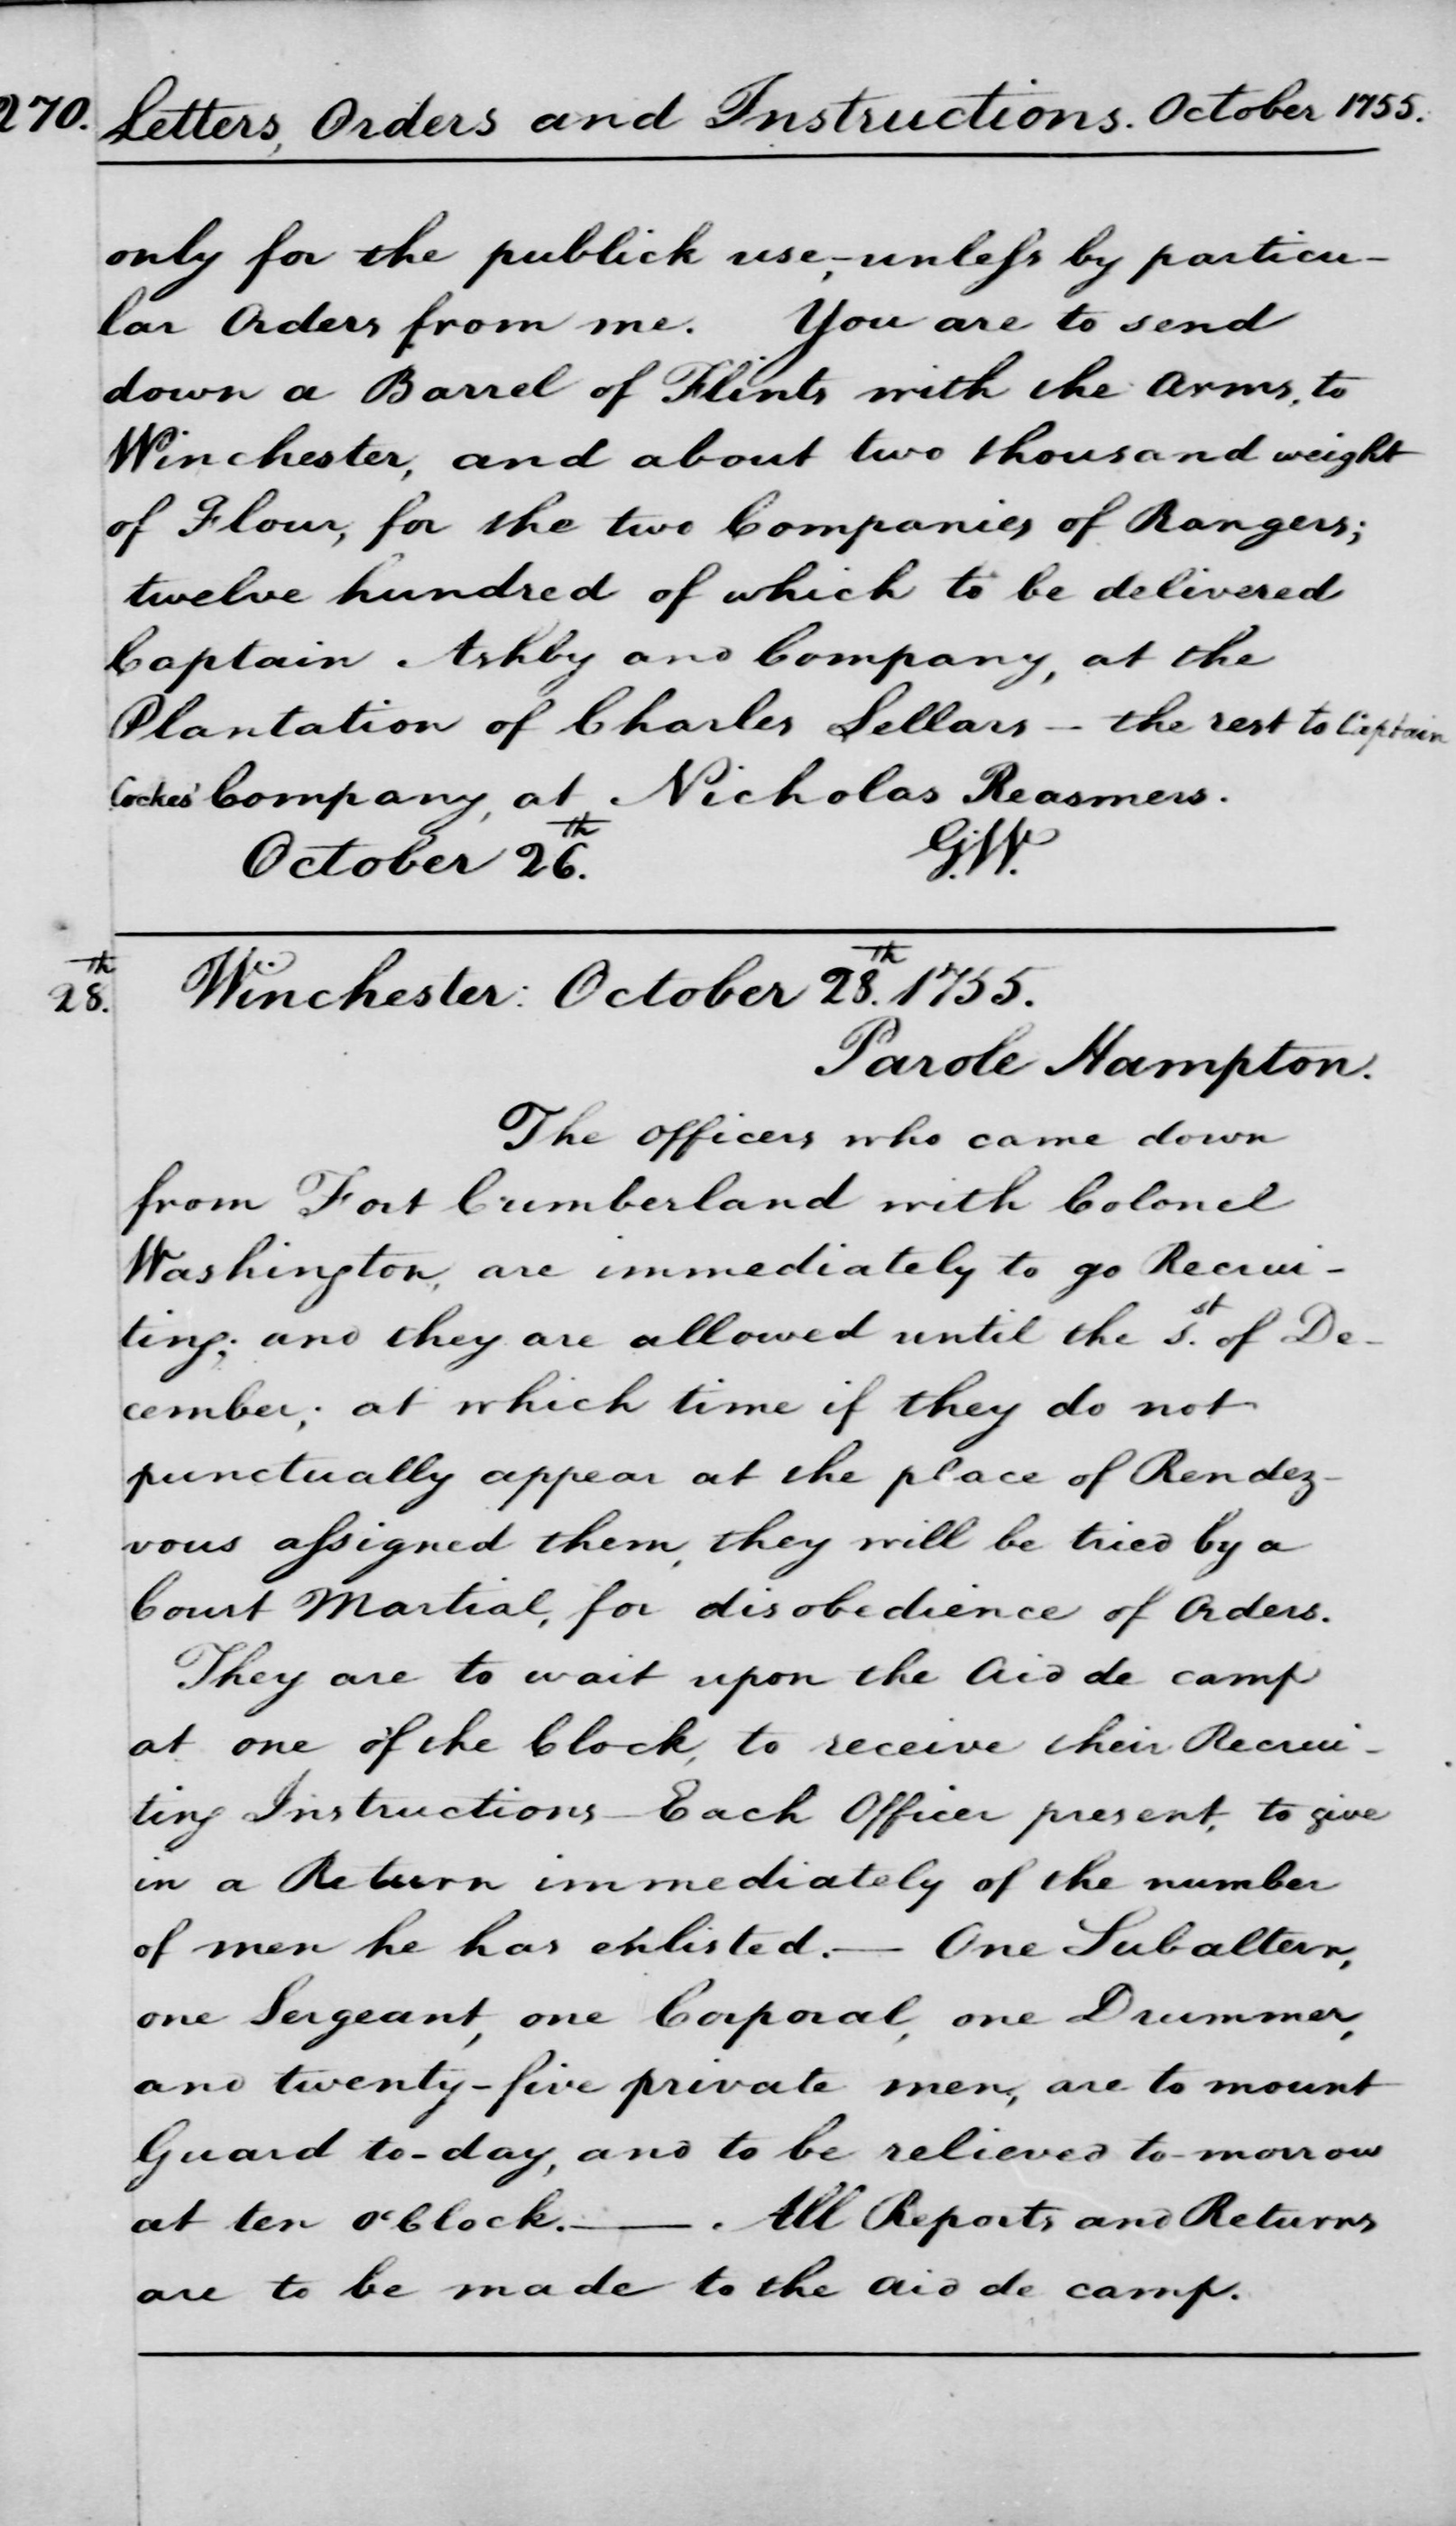 270. Letters, Orders and Instructions. October 1755.
only for the publick use,-unless by particu-
lar Orders from me. You are to send
down a Barrel of Flints with the Arms, to
Winchester, and about two thousand weight
of Flour, for the two Companies of Rangers;
twelve hundred of which to be delivered
Captain Ashby and Company, at the
Plantation of Charles Sellars - the rest to Captain
Cockes' Company, at Nicholas Reasmers.
October 26.th G.W.
28.th Winchester: October 28.th 1755.
Parole Hampton.
The Officers who came down
from Fort Cumberland with Colonel
Washington, are immediately to go Recrui-
ting; and they are allowed until the 1.st of De-
cember; at which time if they do not
punctually appear at the place of Rendez-
vous assigned them, they will be tried by a
Court Martial, for disobedience of Orders.
They are to wait upon the Aid de camp
at one of the Clock, to receive their Recrui-
ting Instructions - Each Officer present, to give
in a Return immediately of the number
of men he has enlisted. — One Subaltern,
one Sergeant, one Corporal, one Drummer,
and twenty-five private men, are to mount
Guard to-day, and to be relieved to-morrow
at ten o'Clock. — . All Reports and Returns
are to be made to the Aid de camp.